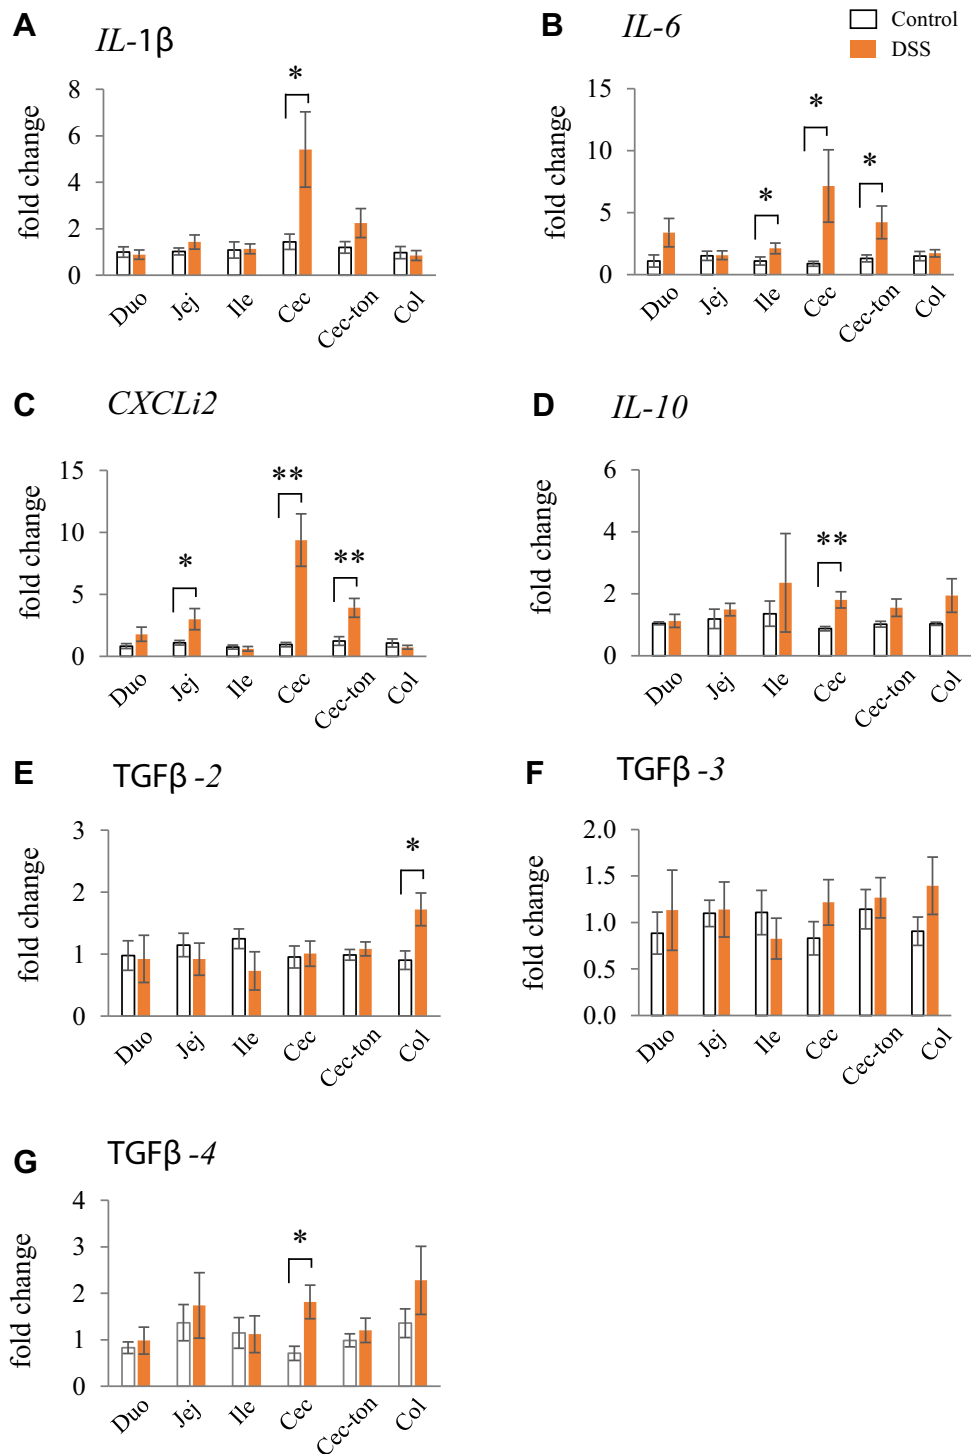 A
IL-1β
fold change
8
6
4
2
0
*
Duo Jej Ile Cec Cec-ton Col
B
IL-6
Control
DSS
fold change
15
10
5
0
* * *
Duo Jej Ile Cec Cec-ton Col
C
CXCLi2
fold change
15
10
5
0
* ** **
Duo Jej Ile Cec Cec-ton Col
D
IL-10
fold change
6
4
2
0
**
Duo Jej Ile Cec Cec-ton Col
E
TGFβ -2
fold change
3
2
1
0
*
Duo Jej Ile Cec Cec-ton Col
F
TGFβ -3
fold change
2.0
1.5
1.0
0.5
0.0
Duo Jej Ile Cec Cec-ton Col
G
TGFβ -4
fold change
4
3
2
1
0
*
Duo Jej Ile Cec Cec-ton Col